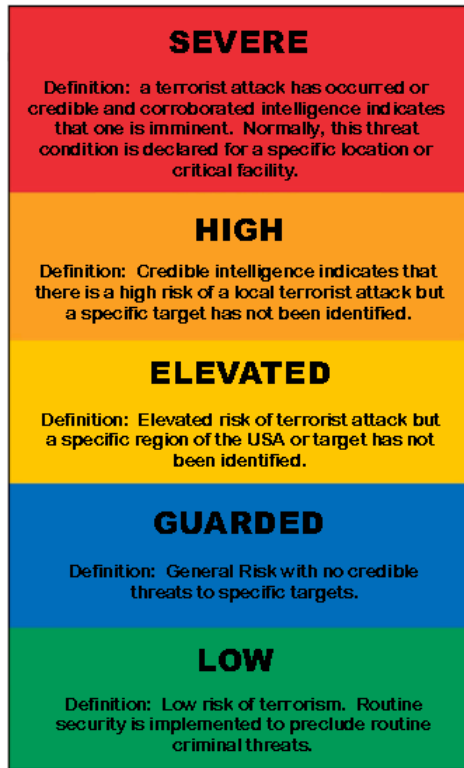 SEVERE
Definition: a terrorist attack has occurred or
credible and corroborated intelligence indicates
that one is imminent. Normally, this threat
condition is declared for a specific location or
critical facility.
HIGH
Definition: Credible intelligence indicates that
there is a high risk of a local terrorist attack but
a specific target has not been identified.
ELEVATED
Definition: Elevated risk of terrorist attack but
a specific region of the USA or target has not
been identified.
GUARDED
Definition: General Risk with no credible
threats to specific targets.
LOW
Definition: Low risk of terrorism. Routine
security is implemented to preclude routine
criminal threats.